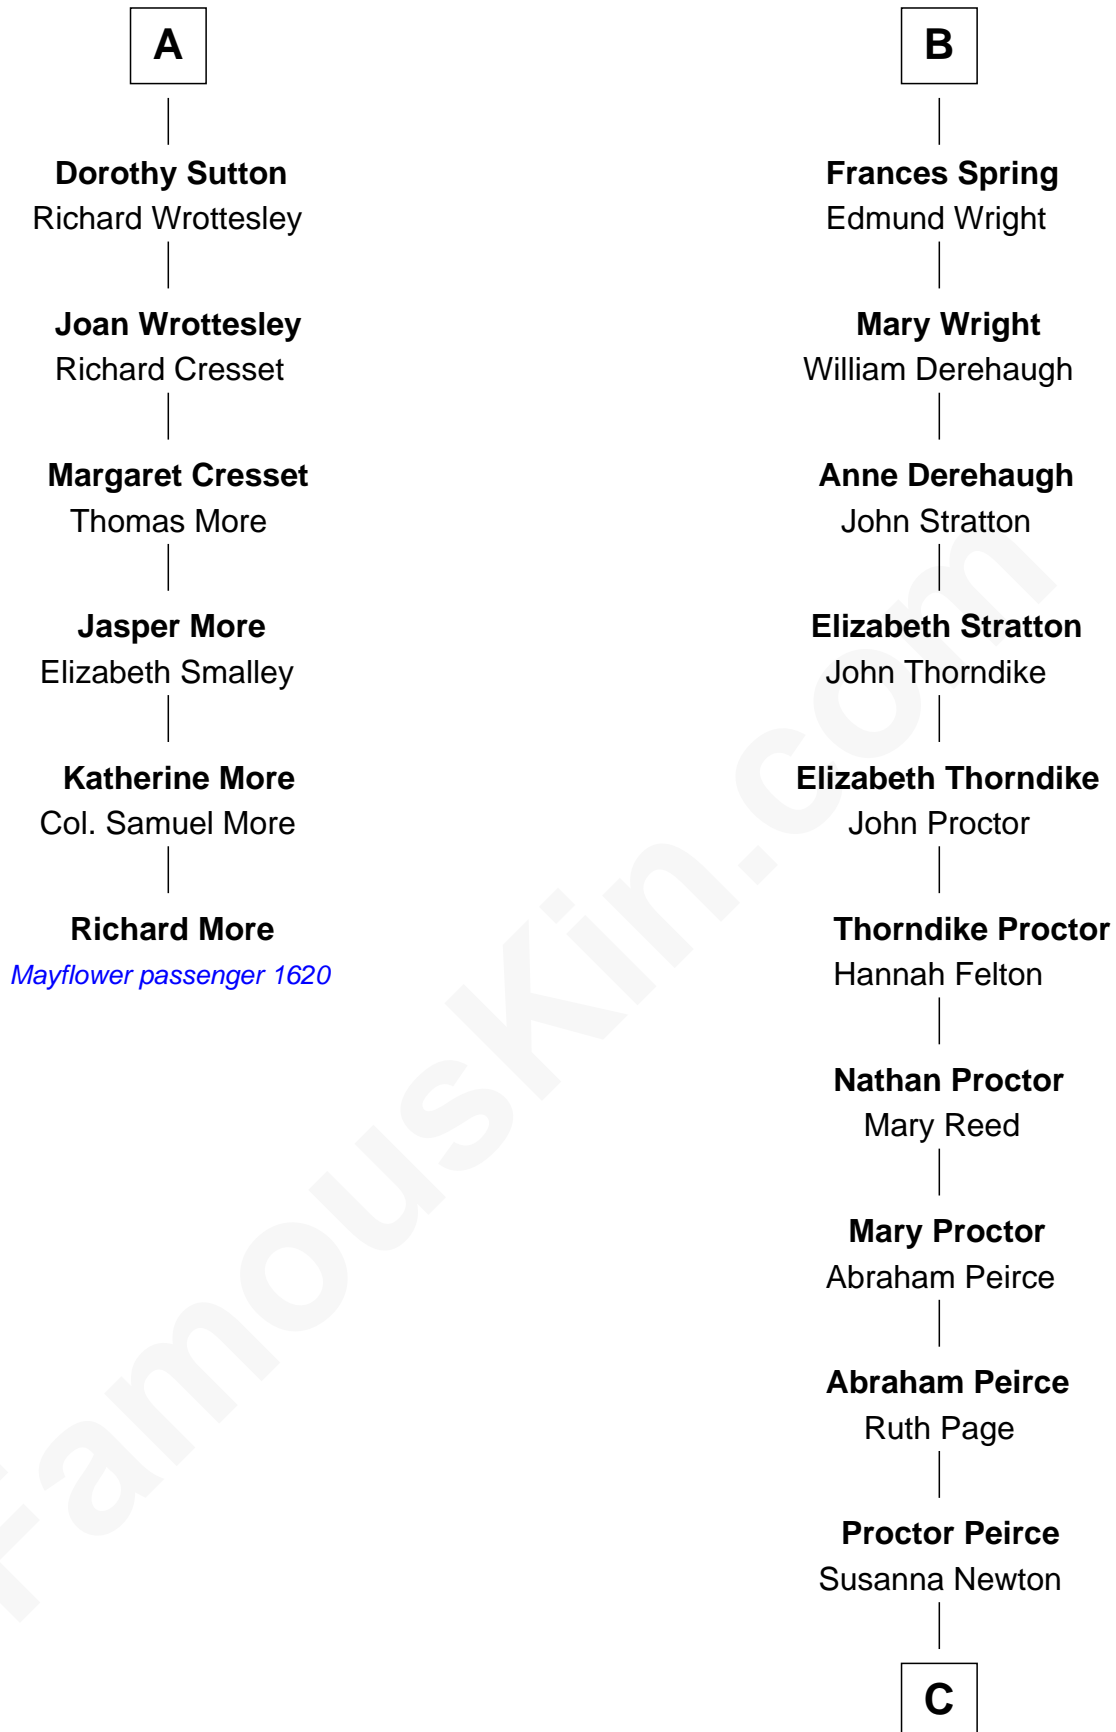 A
Dorothy Sutton
Richard Wrottesley
Joan Wrottesley
Richard Cresset
Margaret Cresset
Thomas More
Jasper More
Elizabeth Smalley
Katherine More
Col. Samuel More
Richard More
Mayflower passenger 1620
B
Frances Spring
Edmund Wright
Mary Wright
William Derehaugh
Anne Derehaugh
John Stratton
Elizabeth Stratton
John Thorndike
Elizabeth Thorndike
John Proctor
Thorndike Proctor
Hannah Felton
Nathan Proctor
Mary Reed
Mary Proctor
Abraham Peirce
Abraham Peirce
Ruth Page
Proctor Peirce
Susanna Newton
C
FamousKin.com